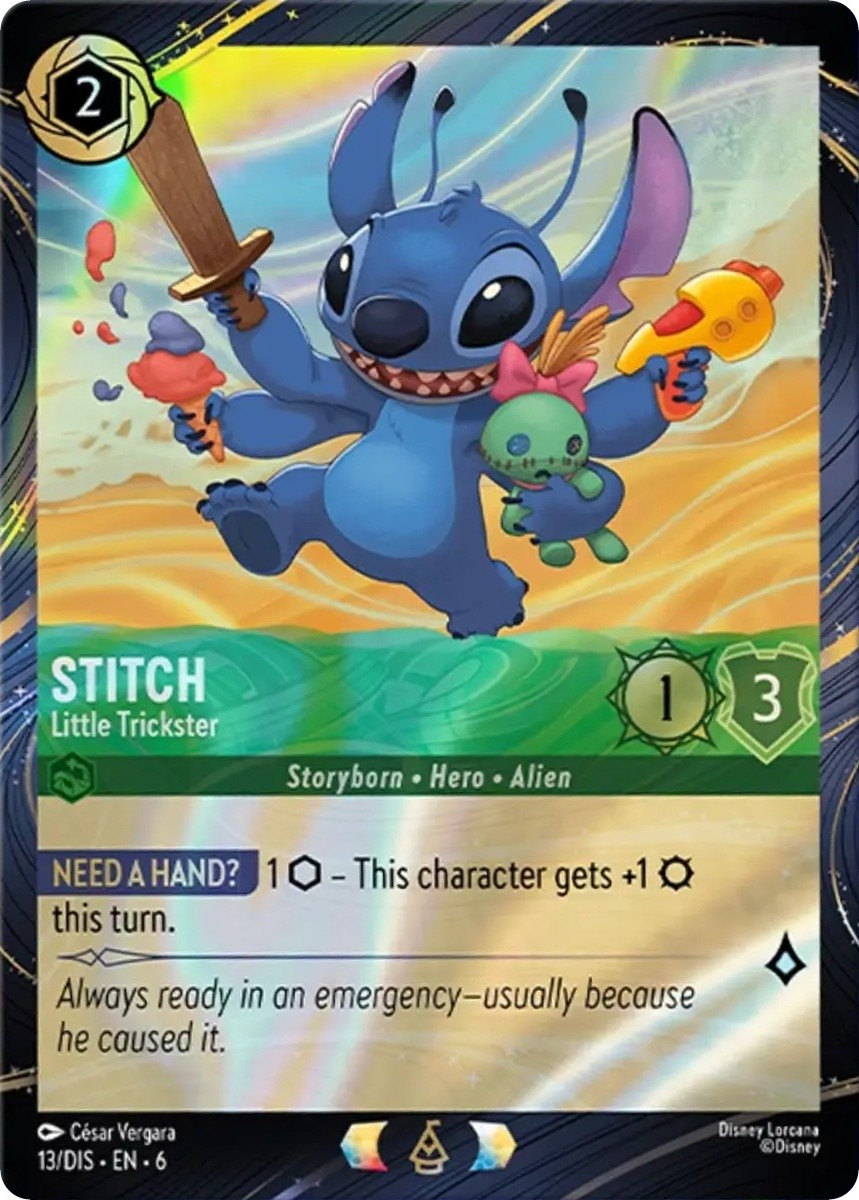 2
STITCH
Little Trickster
1
3
Storyborn • Hero • Alien
NEED A HAND? 1 ⬡ – This character gets +1 ¤
this turn.
Always ready in an emergency—usually because
he caused it.
César Vergara
13/DIS • EN • 6
Disney Lorcana
©Disney